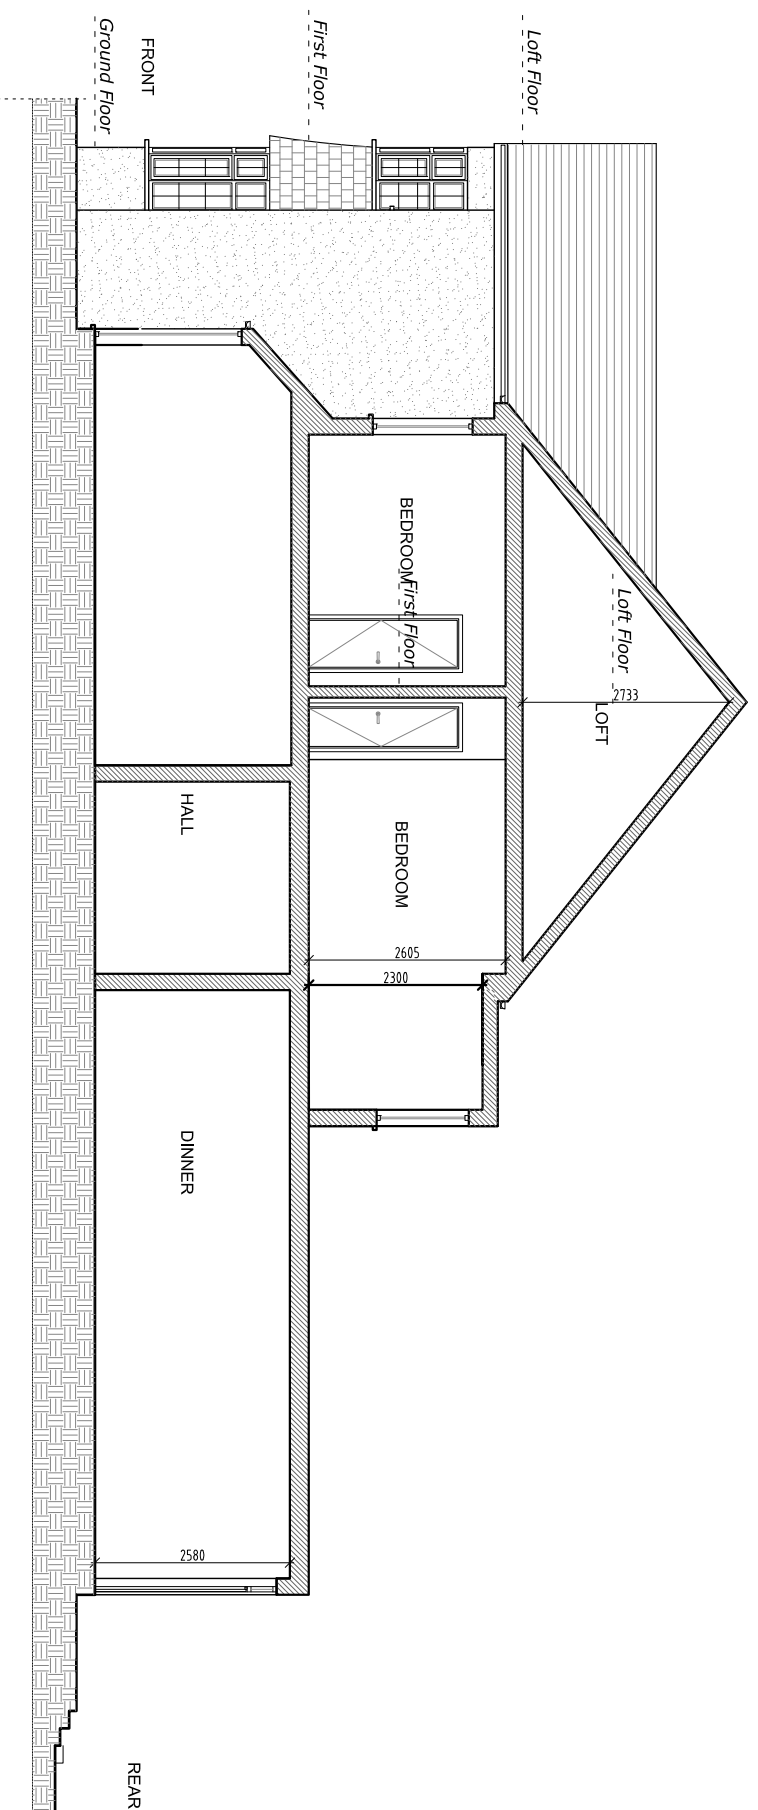 FRONT
Ground Floor
First Floor
Loft Floor
BEDROOM
First Floor
Loft Floor
2733
LOFT
HALL
BEDROOM
2605
2300
DINNER
2580
REAR